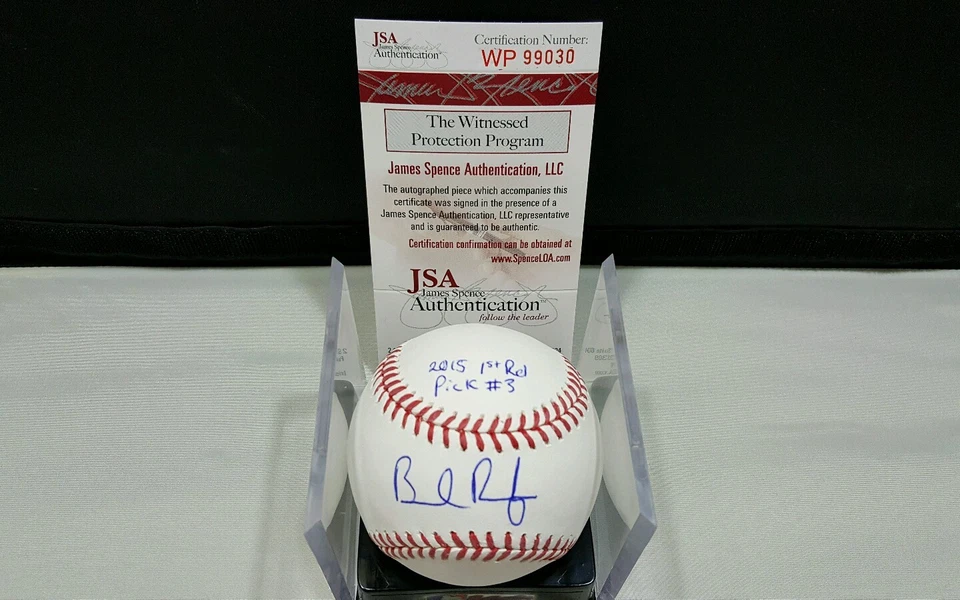 JSA
James Spence
Authentication™
Certification Number:
WP 99030
The Witnessed
Protection Program
James Spence Authentication, LLC
The autographed piece which accompanies this
certificate was signed in the presence of a
James Spence Authentication, LLC representative
and is guaranteed to be authentic.
Certification confirmation can be obtained at
www.SpenceLOA.com
JSA
James Spence
Authentication™
follow the leader
2015 1st Rd
Pick #3